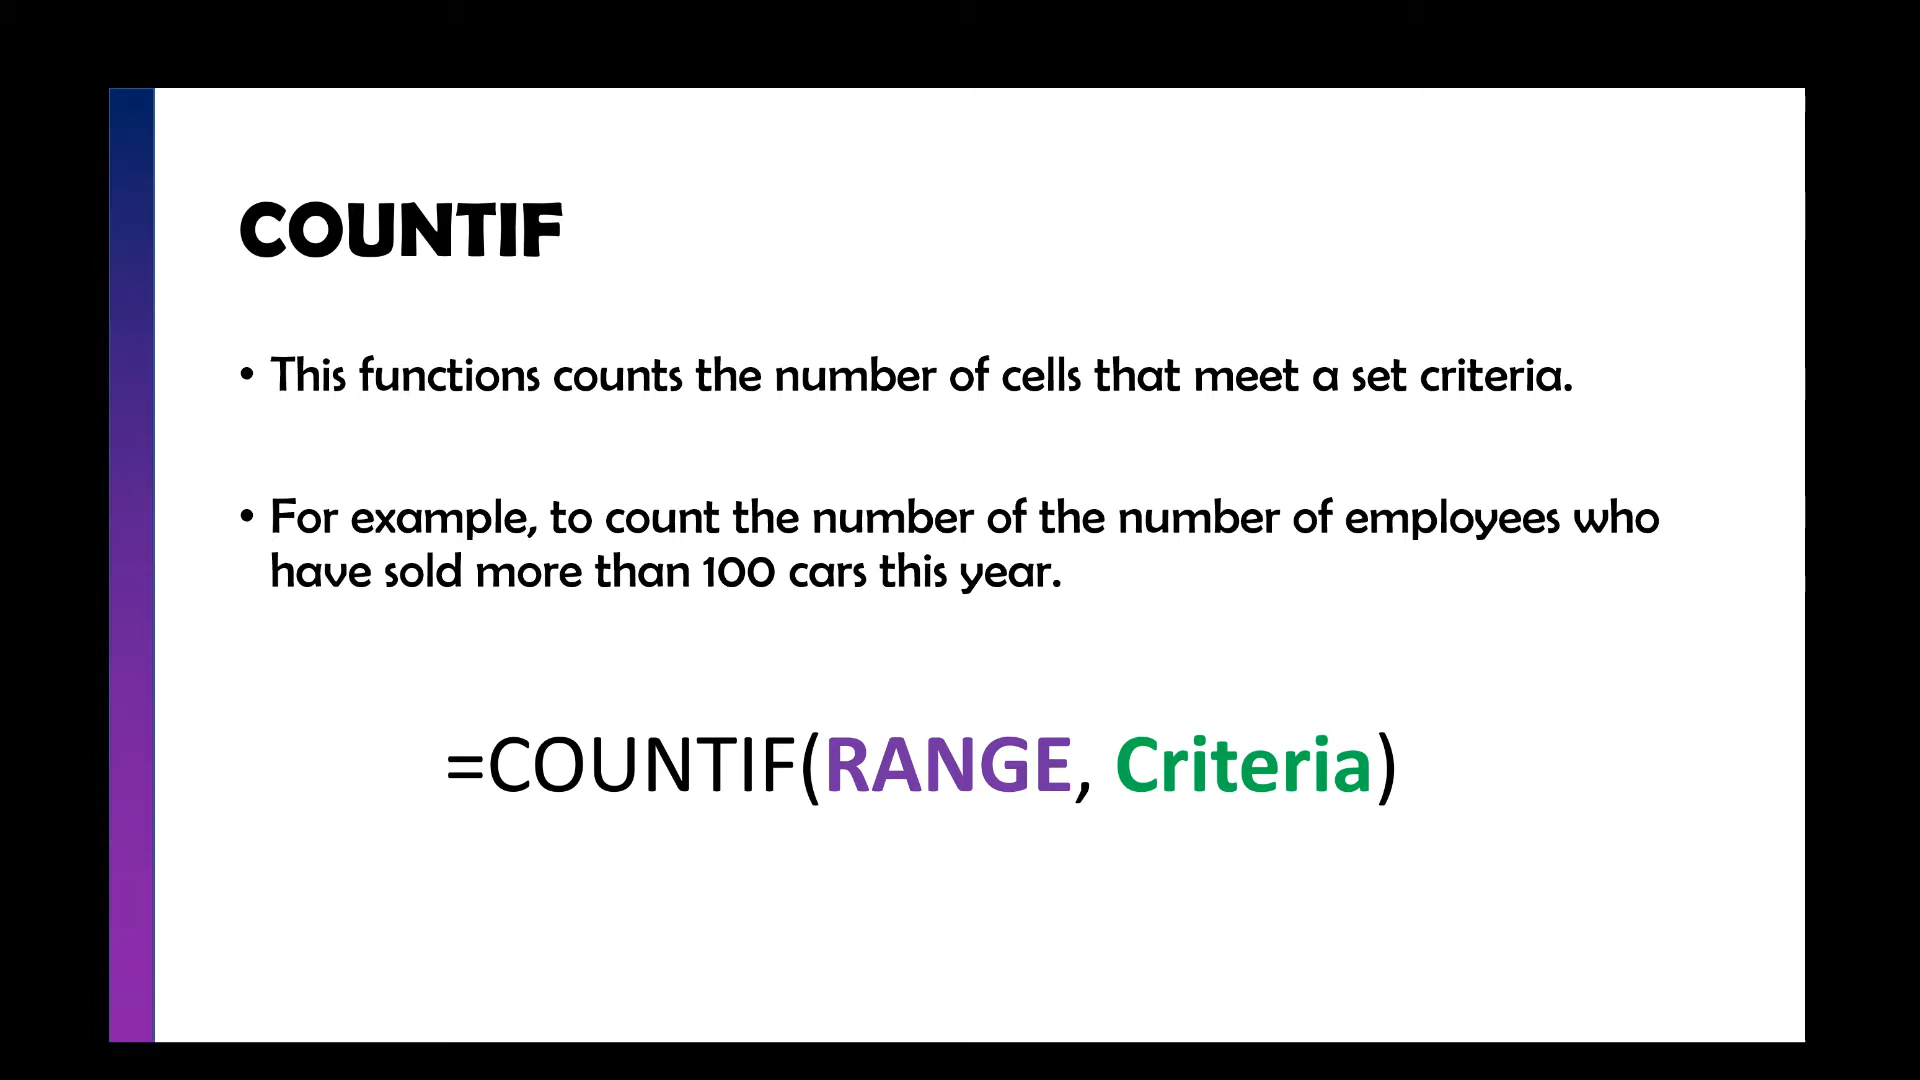 COUNTIF
• This functions counts the number of cells that meet a set criteria.
• For example, to count the number of the number of employees who
have sold more than 100 cars this year.
=COUNTIF(RANGE, Criteria)